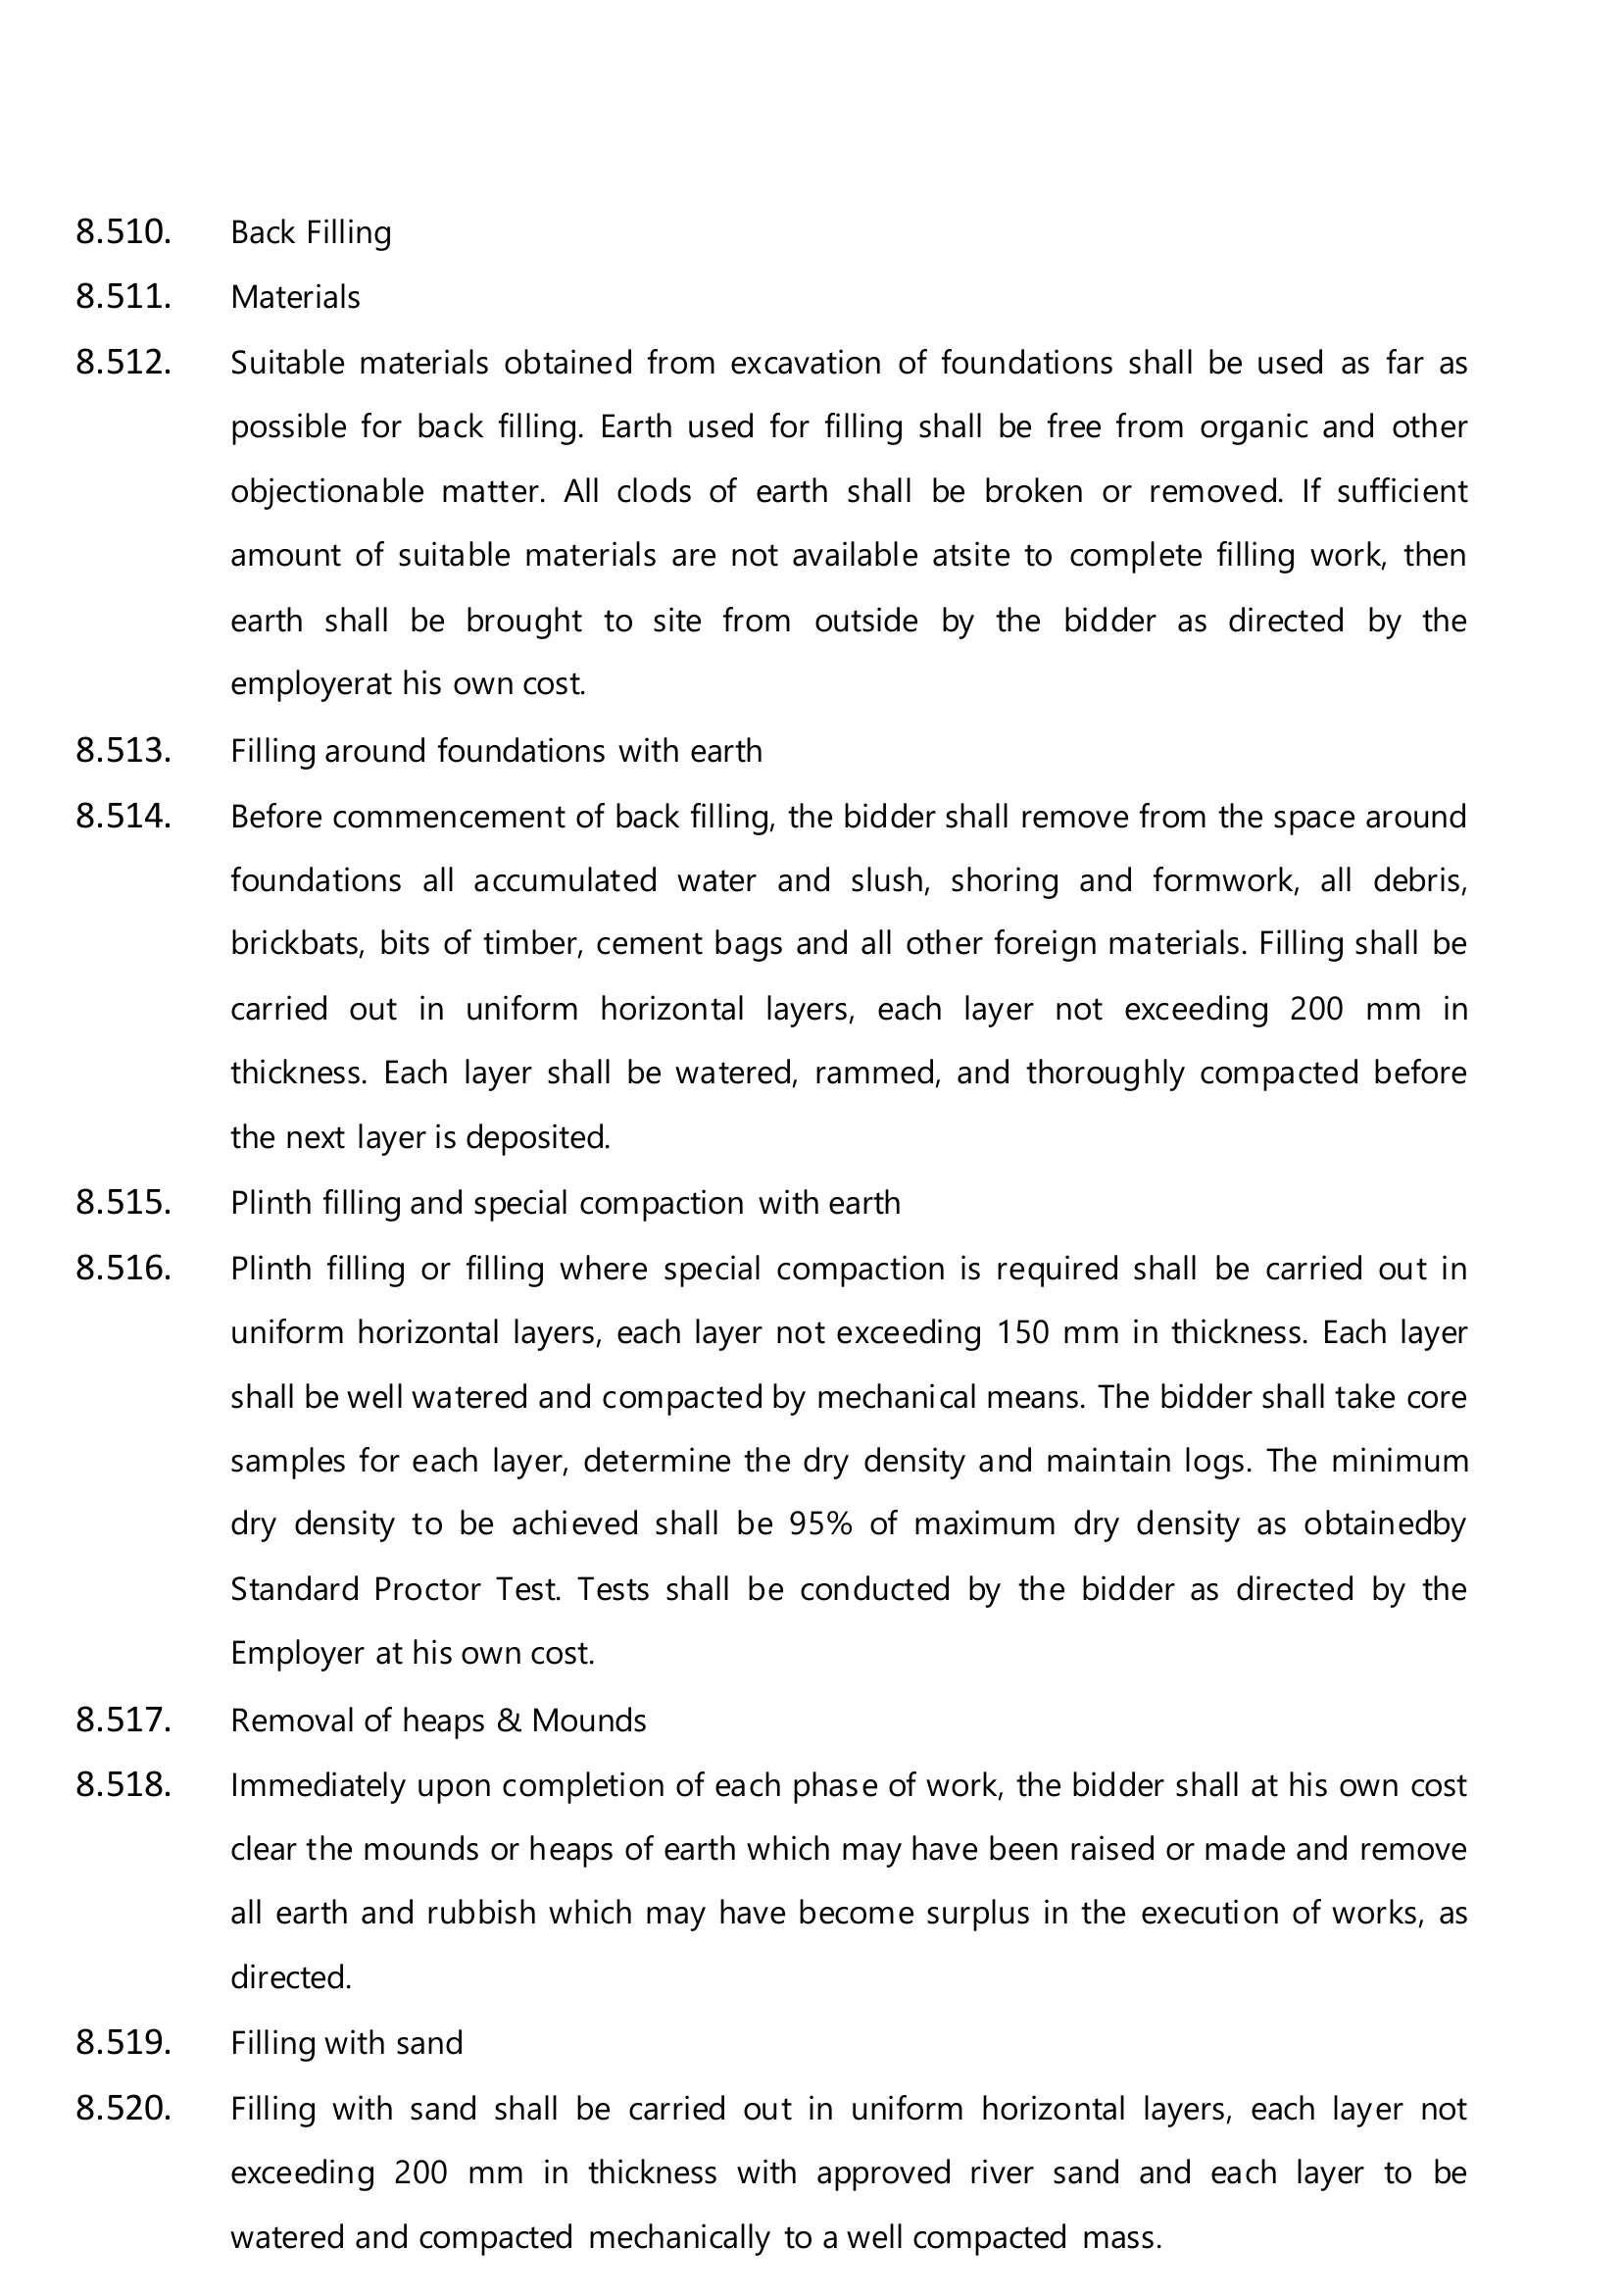 8.510. Back Filling
8.511. Materials
8.512. Suitable materials obtained from excavation of foundations shall be used as far as
possible for back filling. Earth used for filling shall be free from organic and other
objectionable matter. All clods of earth shall be broken or removed. If sufficient
amount of suitable materials are not available atsite to complete filling work, then
earth shall be brought to site from outside by the bidder as directed by the
employerat his own cost.
8.513. Filling around foundations with earth
8.514. Before commencement of back filling, the bidder shall remove from the space around
foundations all accumulated water and slush, shoring and formwork, all debris,
brickbats, bits of timber, cement bags and all other foreign materials. Filling shall be
carried out in uniform horizontal layers, each layer not exceeding 200 mm in
thickness. Each layer shall be watered, rammed, and thoroughly compacted before
the next layer is deposited.
8.515. Plinth filling and special compaction with earth
8.516. Plinth filling or filling where special compaction is required shall be carried out in
uniform horizontal layers, each layer not exceeding 150 mm in thickness. Each layer
shall be well watered and compacted by mechanical means. The bidder shall take core
samples for each layer, determine the dry density and maintain logs. The minimum
dry density to be achieved shall be 95% of maximum dry density as obtainedby
Standard Proctor Test. Tests shall be conducted by the bidder as directed by the
Employer at his own cost.
8.517. Removal of heaps & Mounds
8.518. Immediately upon completion of each phase of work, the bidder shall at his own cost
clear the mounds or heaps of earth which may have been raised or made and remove
all earth and rubbish which may have become surplus in the execution of works, as
directed.
8.519. Filling with sand
8.520. Filling with sand shall be carried out in uniform horizontal layers, each layer not
exceeding 200 mm in thickness with approved river sand and each layer to be
watered and compacted mechanically to a well compacted mass.